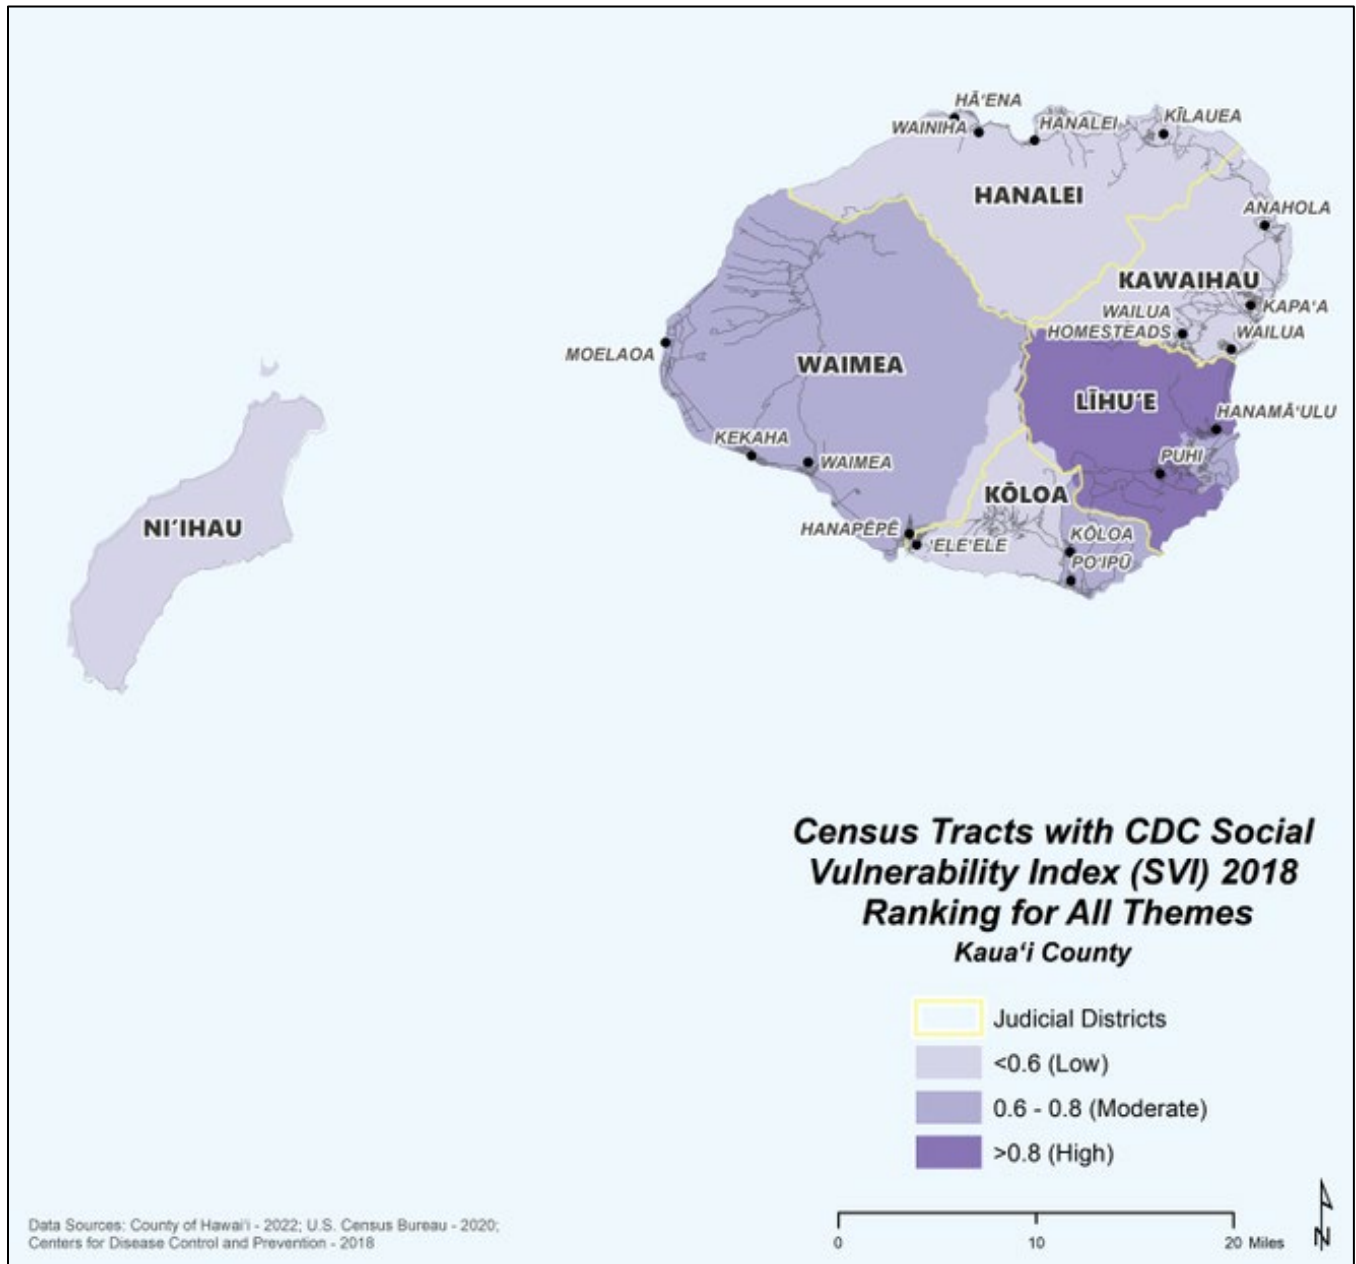 HĀʻENA
WAINIHA
HANALEI
KĪLAUEA
HANALEI
ANAHOLA
KAWAIHAU
KAPAʻA
WAILUA
HOMESTEADS
WAILUA
MOELAOA
WAIMEA
LĪHUʻE
HANAMĀʻULU
KEKAHA
WAIMEA
PUHI
KŌLOA
NIʻIHAU
HANAPĒPĒ
ʻELEʻELE
KŌLOA
POʻIPŪ
Census Tracts with CDC Social
Vulnerability Index (SVI) 2018
Ranking for All Themes
Kauaʻi County
Judicial Districts
<0.6 (Low)
0.6 - 0.8 (Moderate)
>0.8 (High)
Data Sources: County of Hawaiʻi - 2022; U.S. Census Bureau - 2020;
Centers for Disease Control and Prevention - 2018
0 10 20 Miles
N